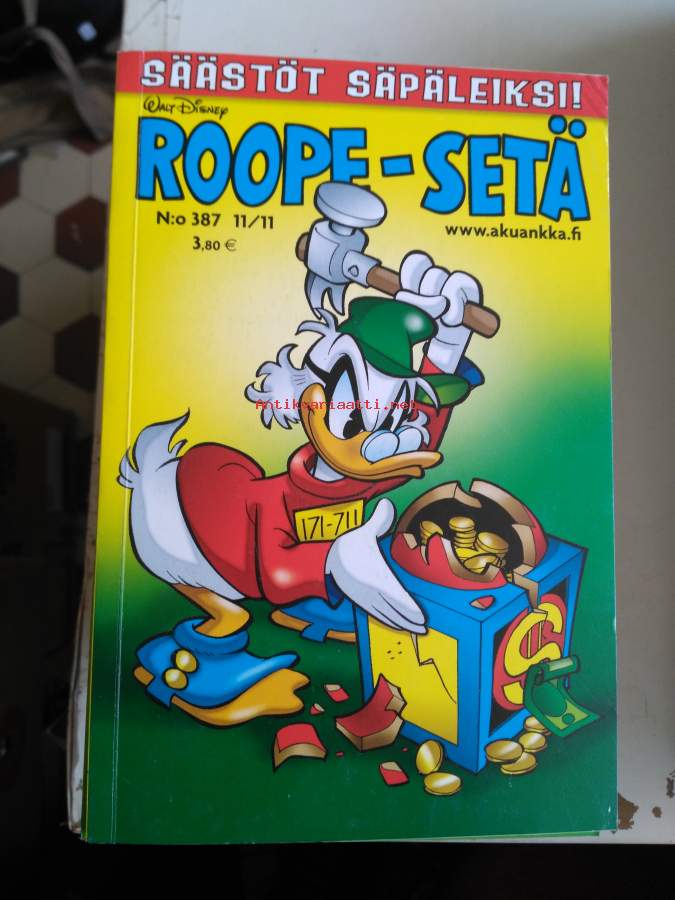 SÄÄSTÖT SÄPÄLEIKSI!
WALT DISNEY
ROOPE-SETÄ
N:o 387 11/11
www.akuankka.fi
3,80 €
Antikvariaatti.net
171-711
$